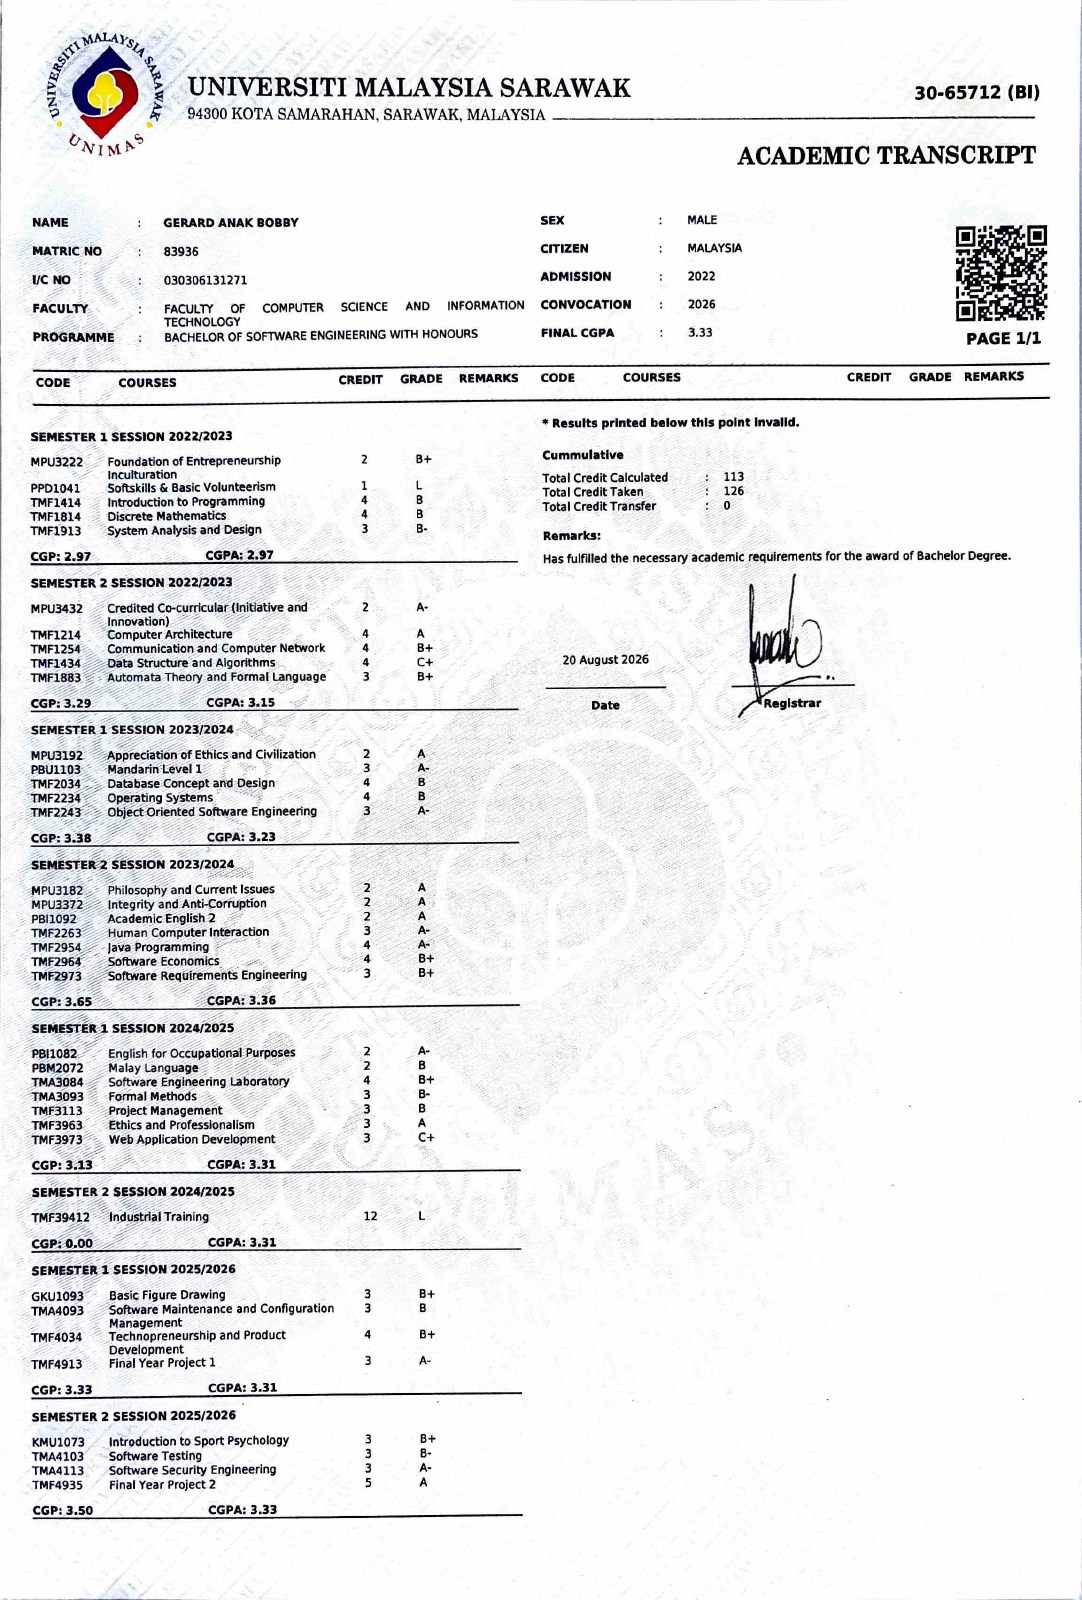 UNIVERSITI MALAYSIA SARAWAK
UNIMAS
UNIVERSITI MALAYSIA SARAWAK
94300 KOTA SAMARAHAN, SARAWAK, MALAYSIA
30-65712 (BI)
ACADEMIC TRANSCRIPT
NAME : GERARD ANAK BOBBY
MATRIC NO : 83936
I/C NO : 030306131271
FACULTY : FACULTY OF COMPUTER SCIENCE AND INFORMATION
TECHNOLOGY
PROGRAMME : BACHELOR OF SOFTWARE ENGINEERING WITH HONOURS
SEX : MALE
CITIZEN : MALAYSIA
ADMISSION : 2022
CONVOCATION : 2026
FINAL CGPA : 3.33
PAGE 1/1
CODE COURSES CREDIT GRADE REMARKS CODE COURSES CREDIT GRADE REMARKS
SEMESTER 1 SESSION 2022/2023
MPU3222 Foundation of Entrepreneurship 2 B+
Inculturation
PPD1041 Softskills & Basic Volunteerism 1 L
TMF1414 Introduction to Programming 4 B
TMF1814 Discrete Mathematics 4 B
TMF1913 System Analysis and Design 3 B-
CGP: 2.97 CGPA: 2.97
SEMESTER 2 SESSION 2022/2023
MPU3432 Credited Co-curricular (Initiative and 2 A-
Innovation)
TMF1214 Computer Architecture 4 A
TMF1254 Communication and Computer Network 4 B+
TMF1434 Data Structure and Algorithms 4 C+
TMF1883 Automata Theory and Formal Language 3 B+
CGP: 3.29 CGPA: 3.15
SEMESTER 1 SESSION 2023/2024
MPU3192 Appreciation of Ethics and Civilization 2 A
PBU1103 Mandarin Level 1 3 A-
TMF2034 Database Concept and Design 4 B
TMF2234 Operating Systems 4 B
TMF2243 Object Oriented Software Engineering 3 A-
CGP: 3.38 CGPA: 3.23
SEMESTER 2 SESSION 2023/2024
MPU3182 Philosophy and Current Issues 2 A
MPU3372 Integrity and Anti-Corruption 2 A
PBI1092 Academic English 2 2 A
TMF2263 Human Computer Interaction 3 A-
TMF2954 Java Programming 4 A-
TMF2964 Software Economics 4 B+
TMF2973 Software Requirements Engineering 3 B+
CGP: 3.65 CGPA: 3.36
SEMESTER 1 SESSION 2024/2025
PBI1082 English for Occupational Purposes 2 A-
PBM2072 Malay Language 2 B
TMA3084 Software Engineering Laboratory 4 B+
TMA3093 Formal Methods 3 B-
TMF3113 Project Management 3 B
TMF3963 Ethics and Professionalism 3 A
TMF3973 Web Application Development 3 C+
CGP: 3.13 CGPA: 3.31
SEMESTER 2 SESSION 2024/2025
TMF39412 Industrial Training 12 L
CGP: 0.00 CGPA: 3.31
SEMESTER 1 SESSION 2025/2026
GKU1093 Basic Figure Drawing 3 B+
TMA4093 Software Maintenance and Configuration 3 B
Management
TMF4034 Technopreneurship and Product 4 B+
Development
TMF4913 Final Year Project 1 3 A-
CGP: 3.33 CGPA: 3.31
SEMESTER 2 SESSION 2025/2026
KMU1073 Introduction to Sport Psychology 3 B+
TMA4103 Software Testing 3 B-
TMA4113 Software Security Engineering 3 A-
TMF4935 Final Year Project 2 5 A
CGP: 3.50 CGPA: 3.33
* Results printed below this point invalid.
Cummulative
Total Credit Calculated : 113
Total Credit Taken : 126
Total Credit Transfer : 0
Remarks:
Has fulfilled the necessary academic requirements for the award of Bachelor Degree.
20 August 2026
Date
Registrar